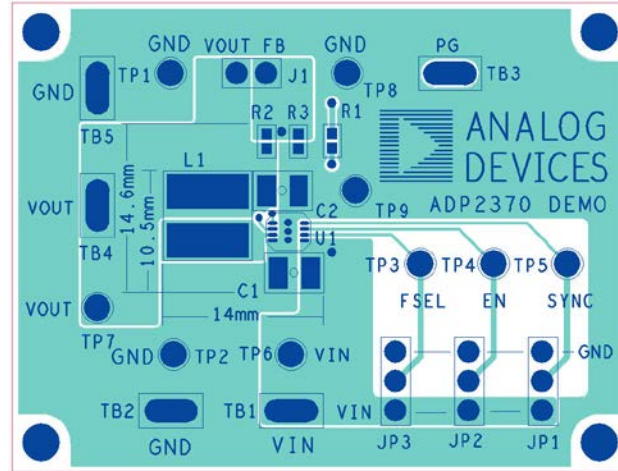 GND
VOUT FB
GND
PG
TP1
J1
TP8
TB3
GND
TB5
R2 R3 R1
ANALOG
DEVICES
L1
14.6mm
10.5mm
VOUT
TB4
C2
U1
TP9
ADP2370 DEMO
TP3 TP4 TP5
FSEL EN SYNC
C1
14mm
VOUT
TP7
GND TP2
TP6 VIN
GND
TB2
GND
TB1
VIN
VIN
JP3 JP2 JP1